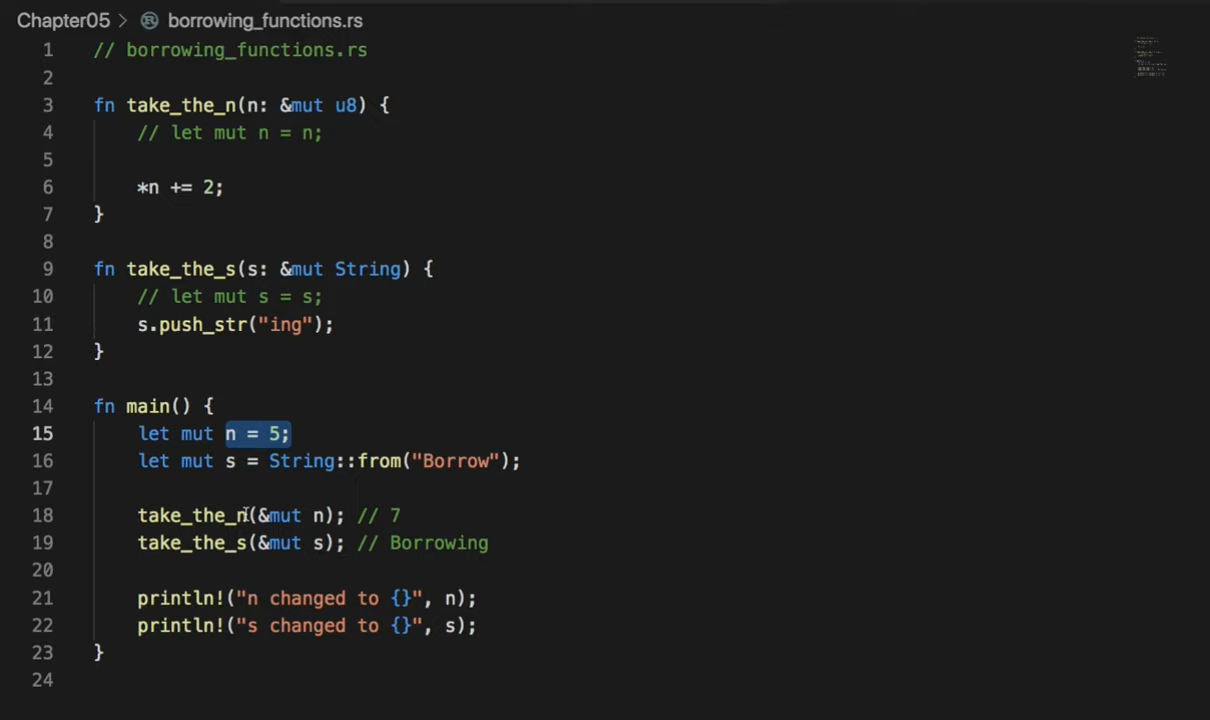 Chapter05 > borrowing_functions.rs
1 // borrowing_functions.rs
2
3 fn take_the_n(n: &mut u8) {
4 // let mut n = n;
5
6 *n += 2;
7 }
8
9 fn take_the_s(s: &mut String) {
10 // let mut s = s;
11 s.push_str("ing");
12 }
13
14 fn main() {
15 let mut n = 5;
16 let mut s = String::from("Borrow");
17
18 take_the_n(&mut n); // 7
19 take_the_s(&mut s); // Borrowing
20
21 println!("n changed to {}", n);
22 println!("s changed to {}", s);
23 }
24